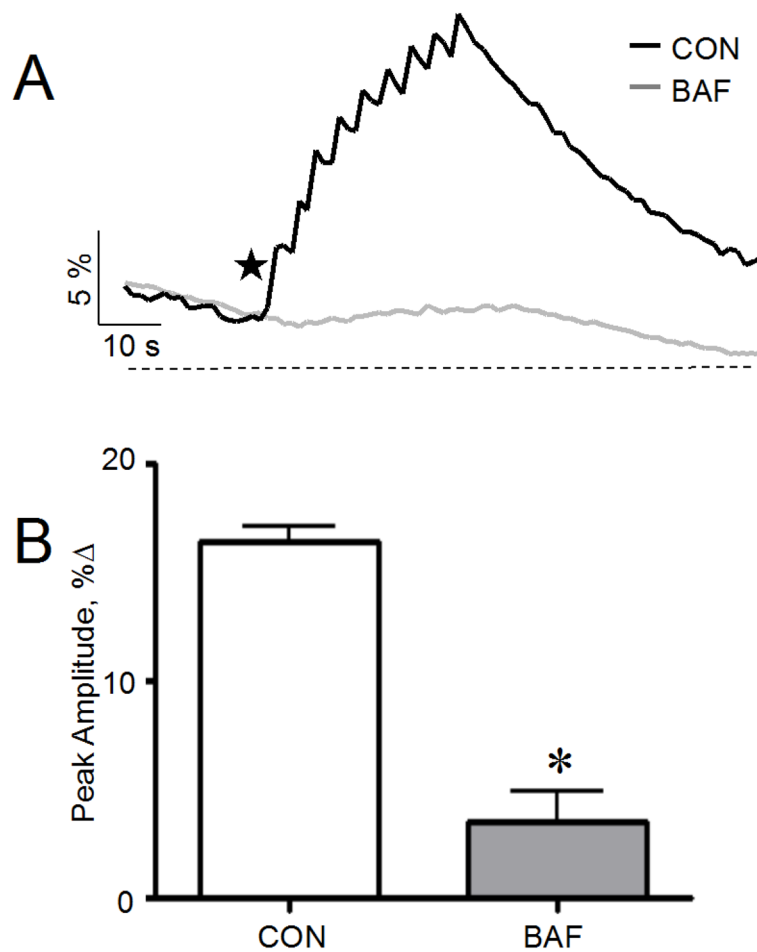 A
CON
BAF
5 %
10 s
B
Peak Amplitude, %Δ
20
10
0
*
CON
BAF